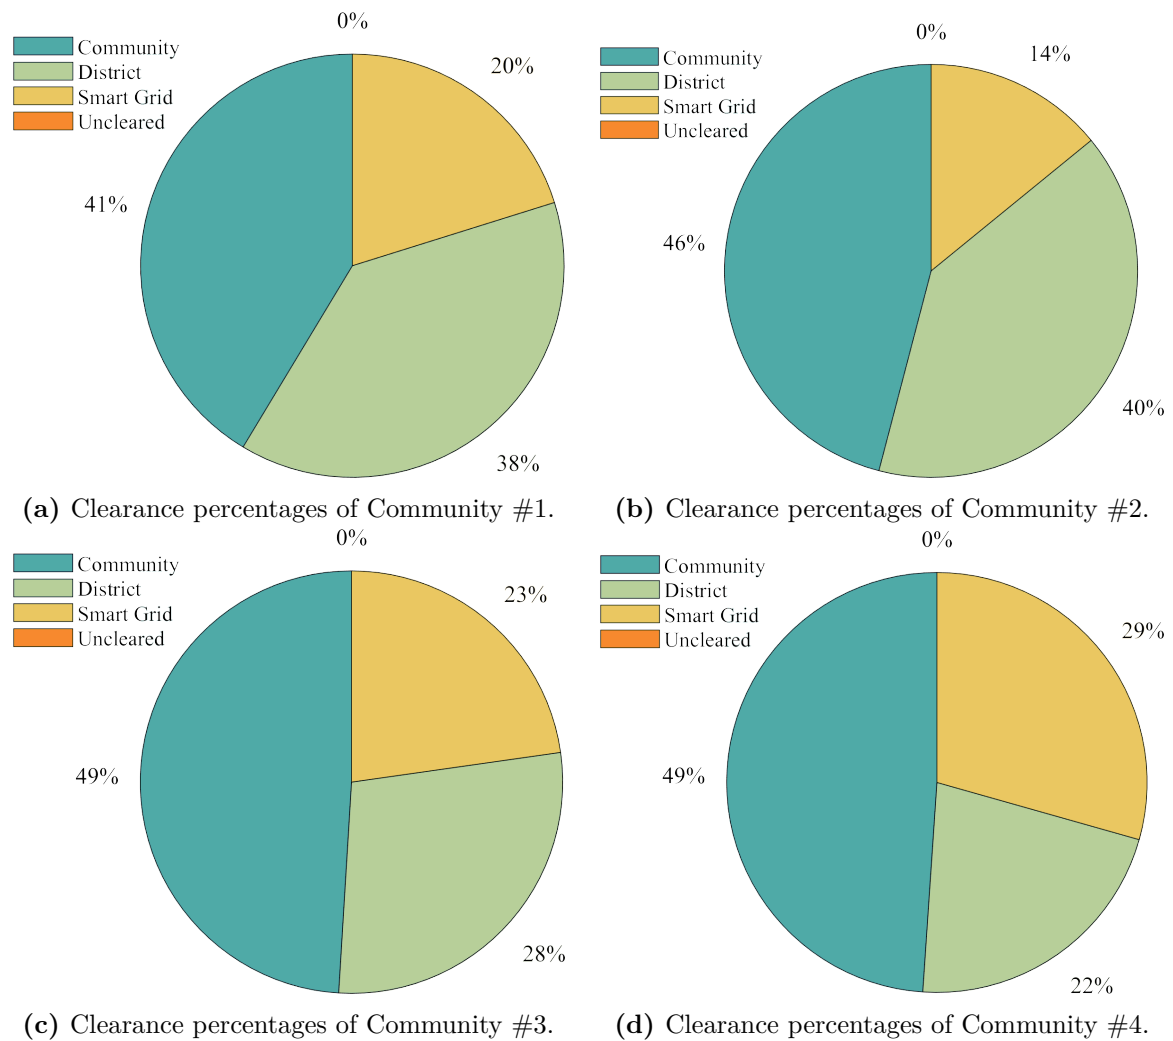 0%
Community
District
Smart Grid
Uncleared
20%
41%
38%
(a) Clearance percentages of Community #1.
0%
Community
District
Smart Grid
Uncleared
14%
46%
40%
(b) Clearance percentages of Community #2.
0%
Community
District
Smart Grid
Uncleared
23%
49%
28%
(c) Clearance percentages of Community #3.
0%
Community
District
Smart Grid
Uncleared
29%
49%
22%
(d) Clearance percentages of Community #4.